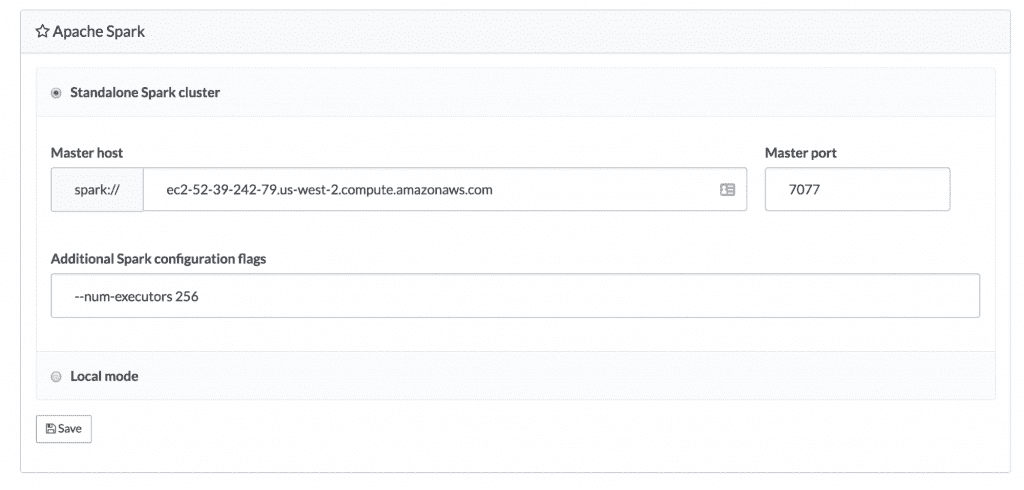 Apache Spark
Standalone Spark cluster
Master host
Master port
spark://
ec2-52-39-242-79.us-west-2.compute.amazonaws.com
7077
Additional Spark configuration flags
--num-executors 256
Local mode
Save